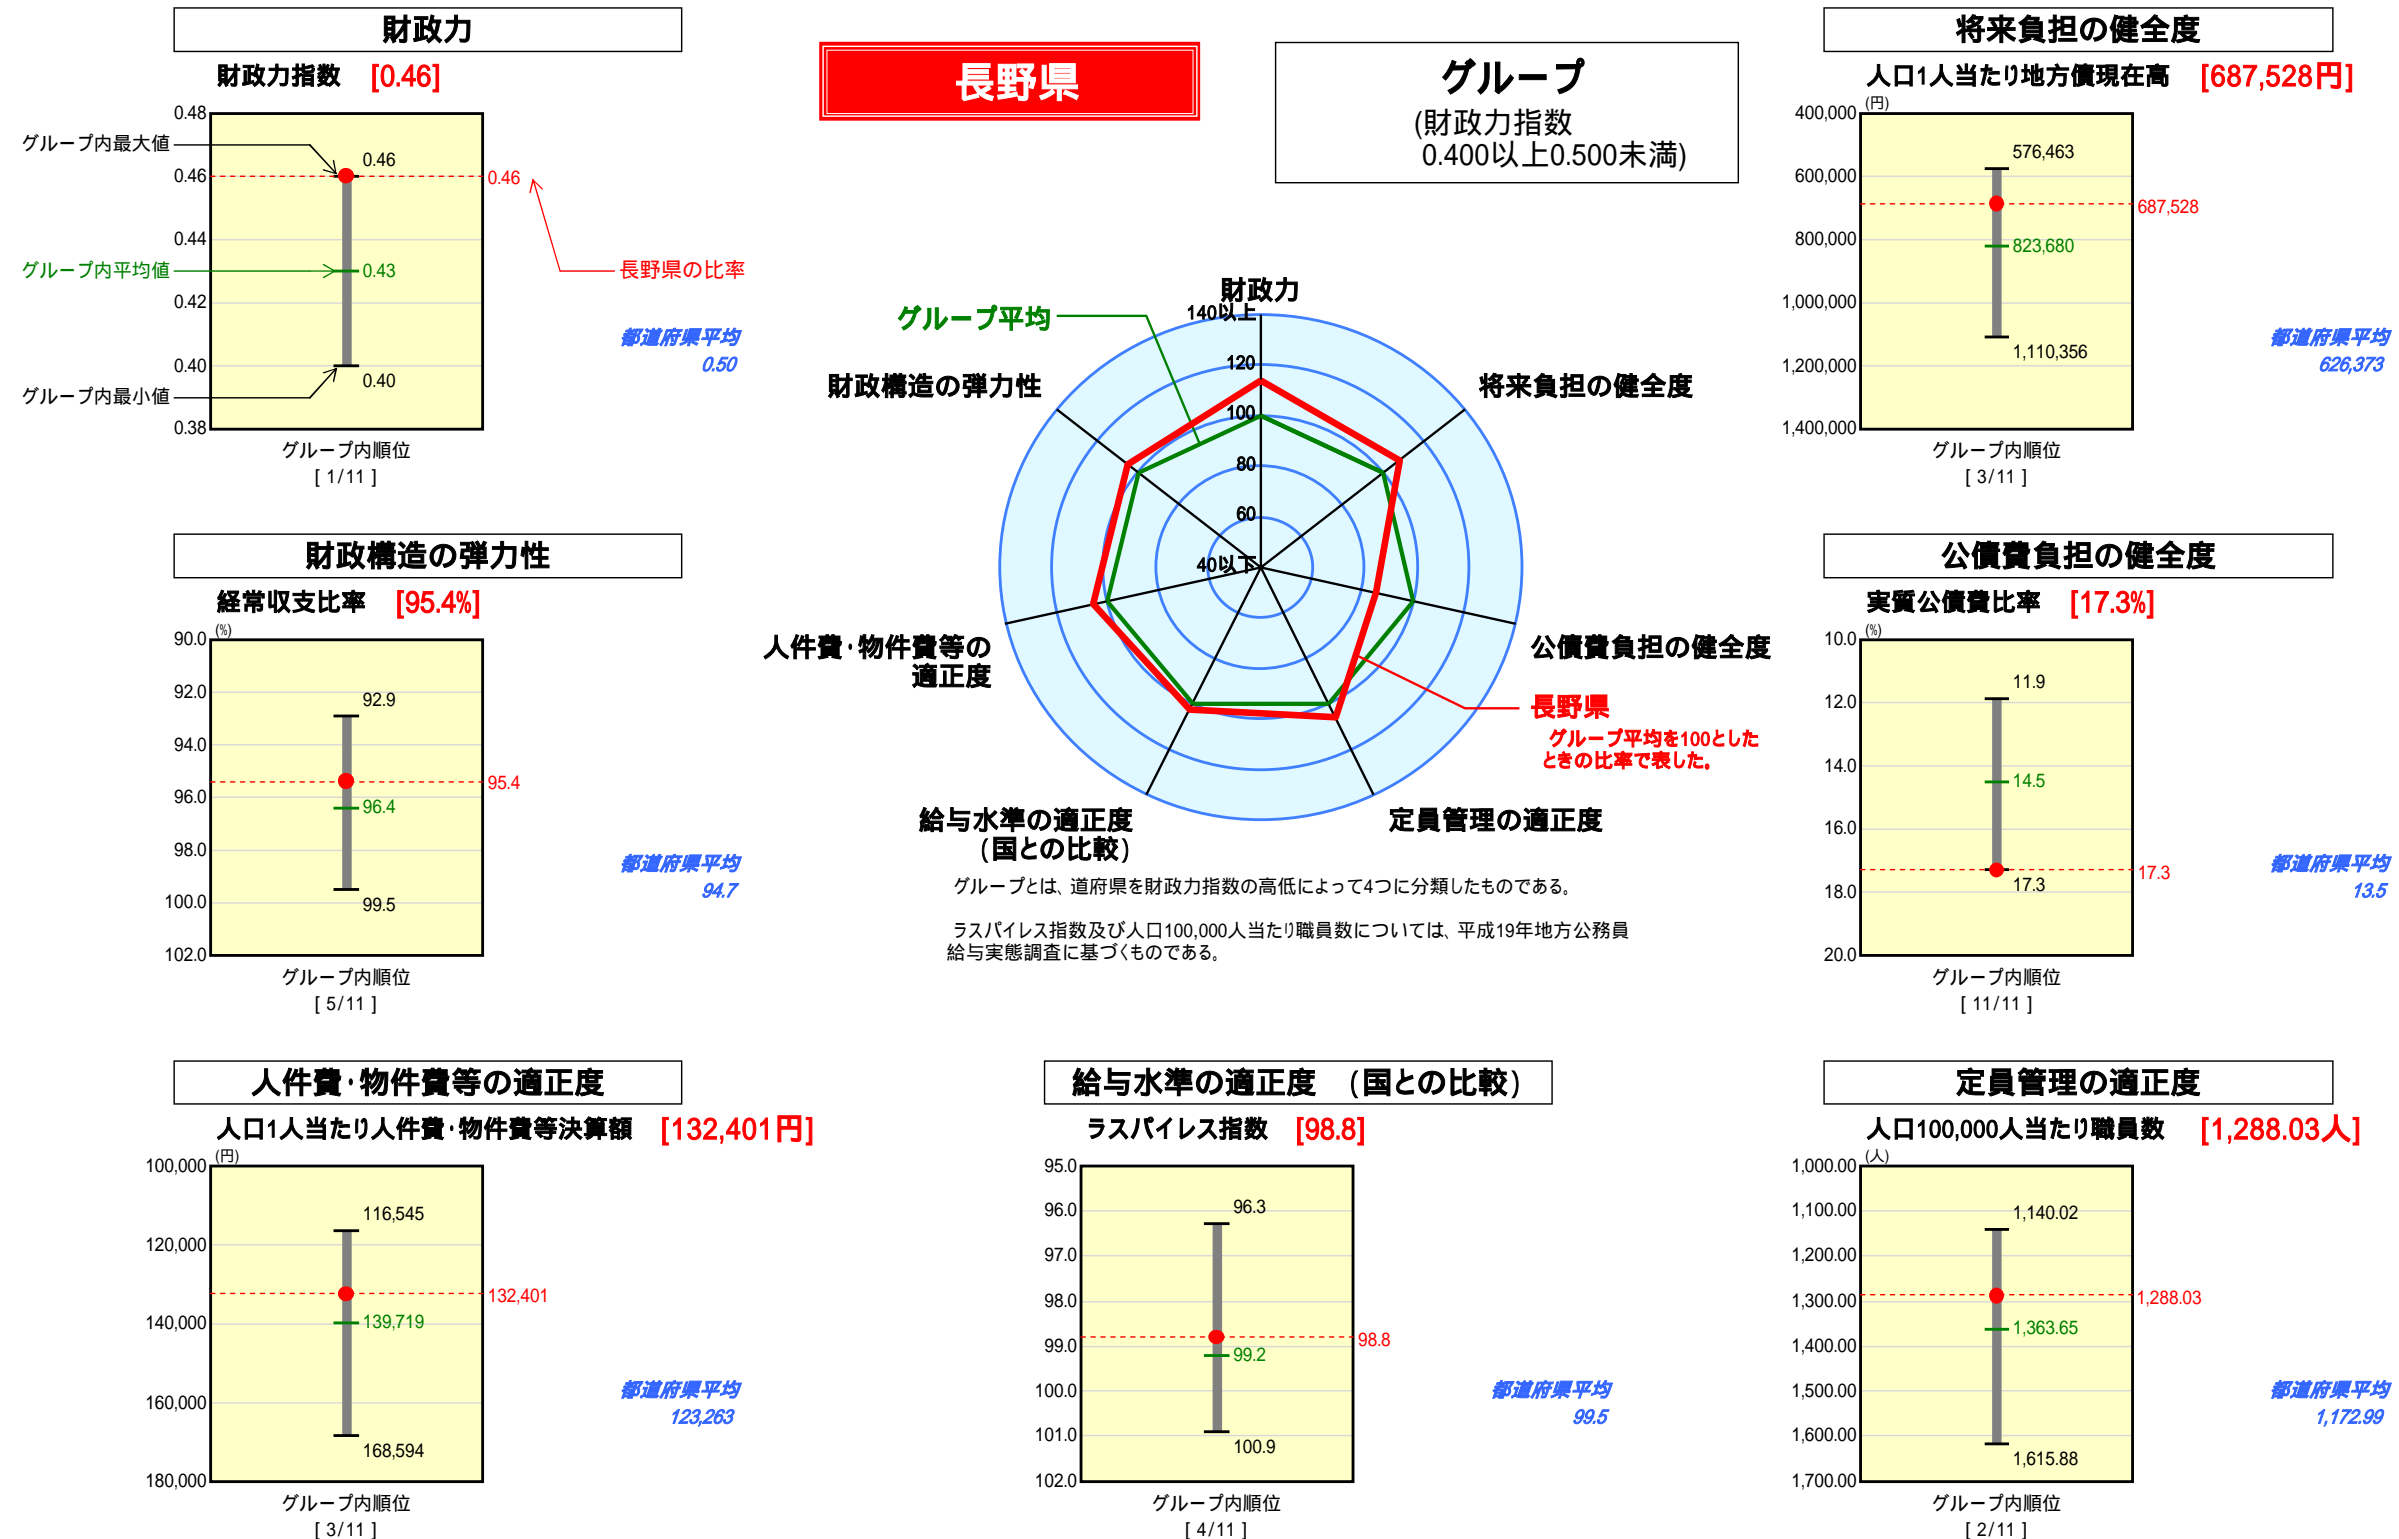 財政力
財政力指数 [0.46]
0.48
0.46
0.44
0.42
0.40
0.38
グループ内最大値
グループ内平均値
グループ内最小値
0.46
0.43
0.40
0.46
長野県の比率
都道府県平均
0.50
グループ内順位
[ 1/11 ]
長野県
グループ
(財政力指数
0.400以上0.500未満)
将来負担の健全度
人口1人当たり地方債現在高 [687,528円]
(円)
400,000
600,000
800,000
1,000,000
1,200,000
1,400,000
576,463
823,680
1,110,356
687,528
都道府県平均
626,373
グループ内順位
[ 3/11 ]
財政力
140以上
120
100
80
60
40以下
グループ平均
財政構造の弾力性
将来負担の健全度
人件費・物件費等の
適正度
公債費負担の健全度
長野県
グループ平均を100とした
ときの比率で表した。
給与水準の適正度
(国との比較)
定員管理の適正度
グループとは、道府県を財政力指数の高低によって4つに分類したものである。
ラスパイレス指数及び人口100,000人当たり職員数については、平成19年地方公務員
給与実態調査に基づくものである。
財政構造の弾力性
経常収支比率 [95.4%]
(%)
90.0
92.0
94.0
96.0
98.0
100.0
102.0
92.9
96.4
99.5
95.4
都道府県平均
94.7
グループ内順位
[ 5/11 ]
公債費負担の健全度
実質公債費比率 [17.3%]
(%)
10.0
12.0
14.0
16.0
18.0
20.0
11.9
14.5
17.3
17.3
都道府県平均
13.5
グループ内順位
[ 11/11 ]
人件費・物件費等の適正度
人口1人当たり人件費・物件費等決算額 [132,401円]
(円)
100,000
120,000
140,000
160,000
180,000
116,545
139,719
168,594
132,401
都道府県平均
123,263
グループ内順位
[ 3/11 ]
給与水準の適正度 (国との比較)
ラスパイレス指数 [98.8]
95.0
96.0
97.0
98.0
99.0
100.0
101.0
102.0
96.3
99.2
100.9
98.8
都道府県平均
99.5
グループ内順位
[ 4/11 ]
定員管理の適正度
人口100,000人当たり職員数 [1,288.03人]
(人)
1,000.00
1,100.00
1,200.00
1,300.00
1,400.00
1,500.00
1,600.00
1,700.00
1,140.02
1,363.65
1,615.88
1,288.03
都道府県平均
1,172.99
グループ内順位
[ 2/11 ]